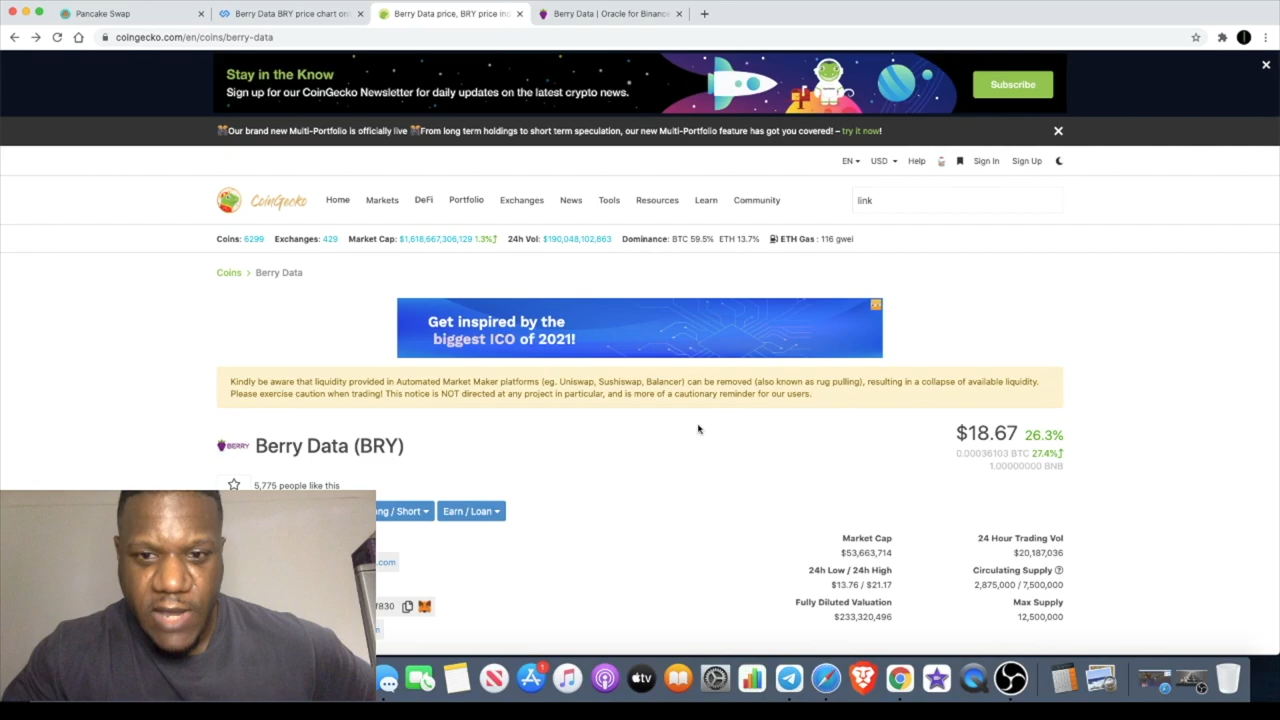 Pancake Swap
Berry Data BRY price chart on
Berry Data price, BRY price ind
Berry Data | Oracle for Binance
coingecko.com/en/coins/berry-data
Stay in the Know
Sign up for our CoinGecko Newsletter for daily updates on the latest crypto news.
Subscribe
Our brand new Multi-Portfolio is officially live From long term holdings to short term speculation, our new Multi-Portfolio feature has got you covered! – try it now!
EN USD Help Sign In Sign Up
CoinGecko Home Markets DeFi Portfolio Exchanges News Tools Resources Learn Community link
Coins: 6299 Exchanges: 429 Market Cap: $1,618,667,306,129 1.3% 24h Vol: $190,048,102,863 Dominance: BTC 59.5% ETH 13.7% ETH Gas : 116 gwei
Coins > Berry Data
Get inspired by the
biggest ICO of 2021!
Kindly be aware that liquidity provided in Automated Market Maker platforms (eg. Uniswap, Sushiswap, Balancer) can be removed (also known as rug pulling), resulting in a collapse of available liquidity.
Please exercise caution when trading! This notice is NOT directed at any project in particular, and is more of a cautionary reminder for our users.
BERRY Berry Data (BRY)
$18.67 26.3%
0.00036103 BTC 27.4%
1.00000000 BNB
5,775 people like this
ng / Short Earn / Loan
Market Cap 24 Hour Trading Vol
$53,663,714 $20,187,036
.com
24h Low / 24h High Circulating Supply
$13.76 / $21.17 2,875,000 / 7,500,000
f830
Fully Diluted Valuation Max Supply
$233,320,496 12,500,000
1
tv